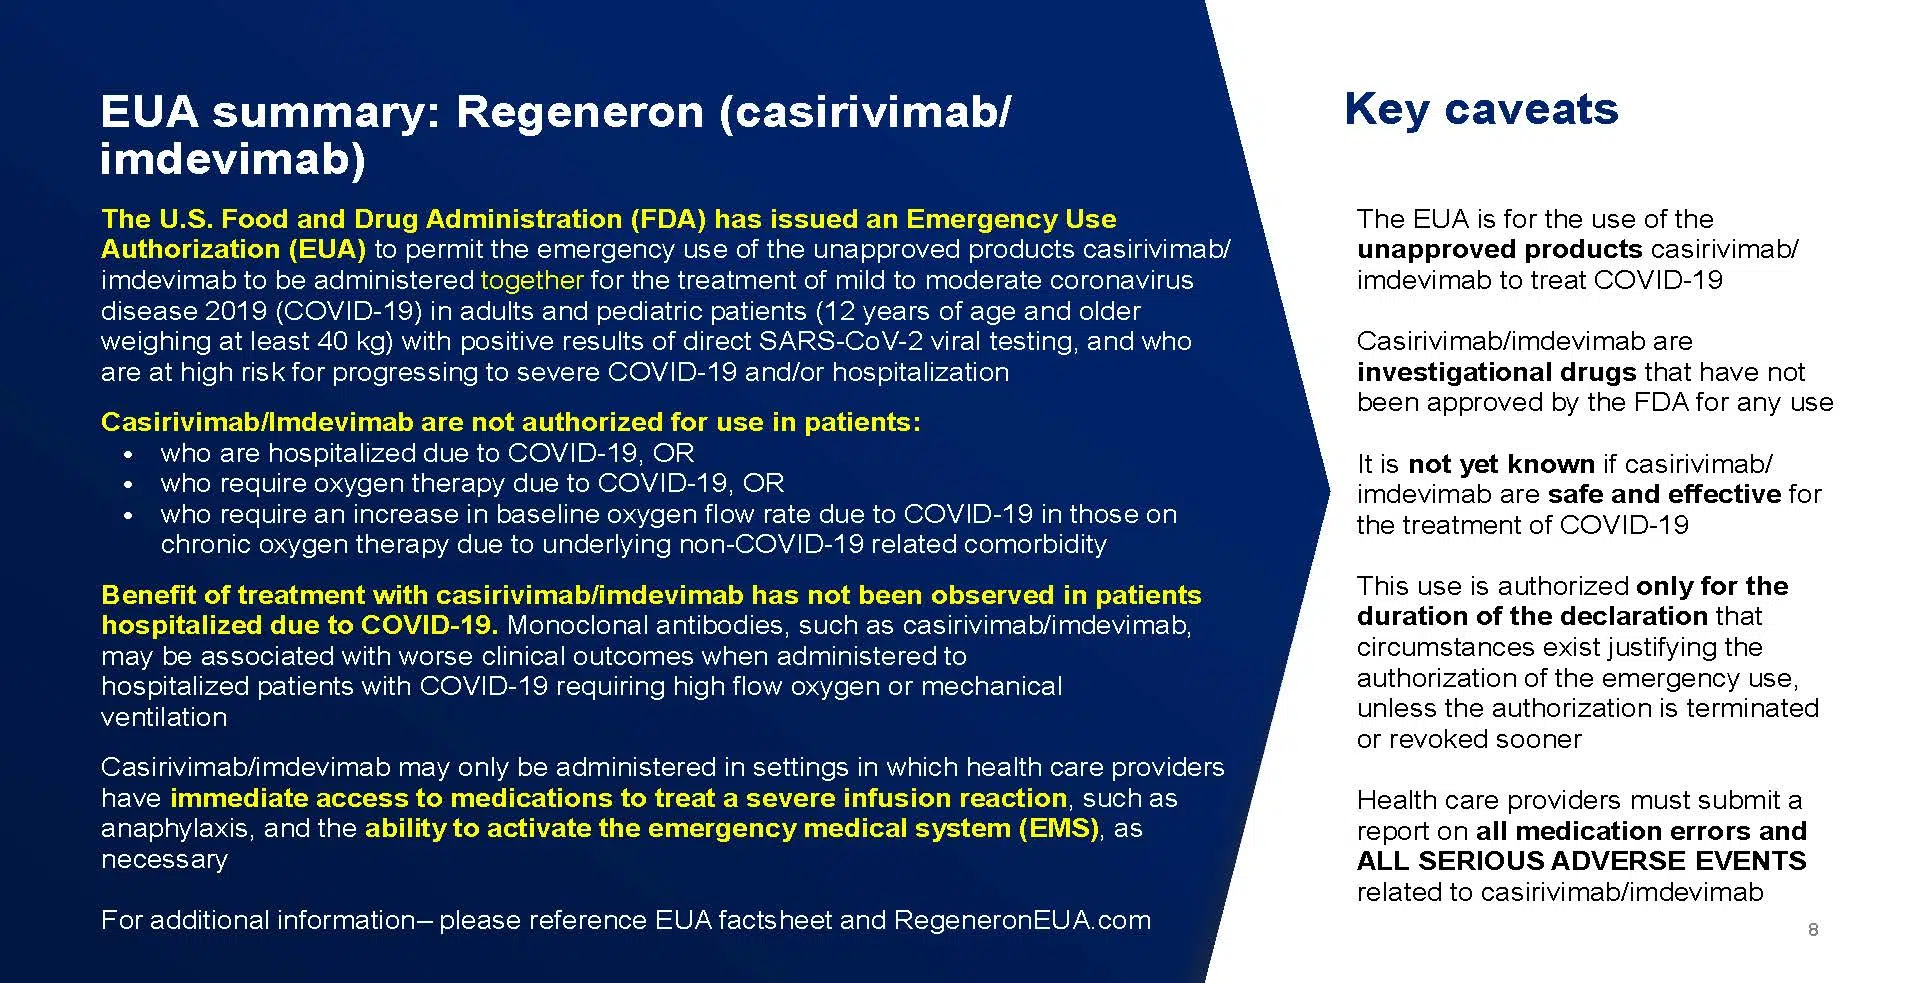 EUA summary: Regeneron (casirivimab/
imdevimab)
The U.S. Food and Drug Administration (FDA) has issued an Emergency Use
Authorization (EUA) to permit the emergency use of the unapproved products casirivimab/
imdevimab to be administered together for the treatment of mild to moderate coronavirus
disease 2019 (COVID-19) in adults and pediatric patients (12 years of age and older
weighing at least 40 kg) with positive results of direct SARS-CoV-2 viral testing, and who
are at high risk for progressing to severe COVID-19 and/or hospitalization
Casirivimab/Imdevimab are not authorized for use in patients:
• who are hospitalized due to COVID-19, OR
• who require oxygen therapy due to COVID-19, OR
• who require an increase in baseline oxygen flow rate due to COVID-19 in those on
chronic oxygen therapy due to underlying non-COVID-19 related comorbidity
Benefit of treatment with casirivimab/imdevimab has not been observed in patients
hospitalized due to COVID-19. Monoclonal antibodies, such as casirivimab/imdevimab,
may be associated with worse clinical outcomes when administered to
hospitalized patients with COVID-19 requiring high flow oxygen or mechanical
ventilation
Casirivimab/imdevimab may only be administered in settings in which health care providers
have immediate access to medications to treat a severe infusion reaction, such as
anaphylaxis, and the ability to activate the emergency medical system (EMS), as
necessary
For additional information– please reference EUA factsheet and RegeneronEUA.com
Key caveats
The EUA is for the use of the
unapproved products casirivimab/
imdevimab to treat COVID-19
Casirivimab/imdevimab are
investigational drugs that have not
been approved by the FDA for any use
It is not yet known if casirivimab/
imdevimab are safe and effective for
the treatment of COVID-19
This use is authorized only for the
duration of the declaration that
circumstances exist justifying the
authorization of the emergency use,
unless the authorization is terminated
or revoked sooner
Health care providers must submit a
report on all medication errors and
ALL SERIOUS ADVERSE EVENTS
related to casirivimab/imdevimab
8